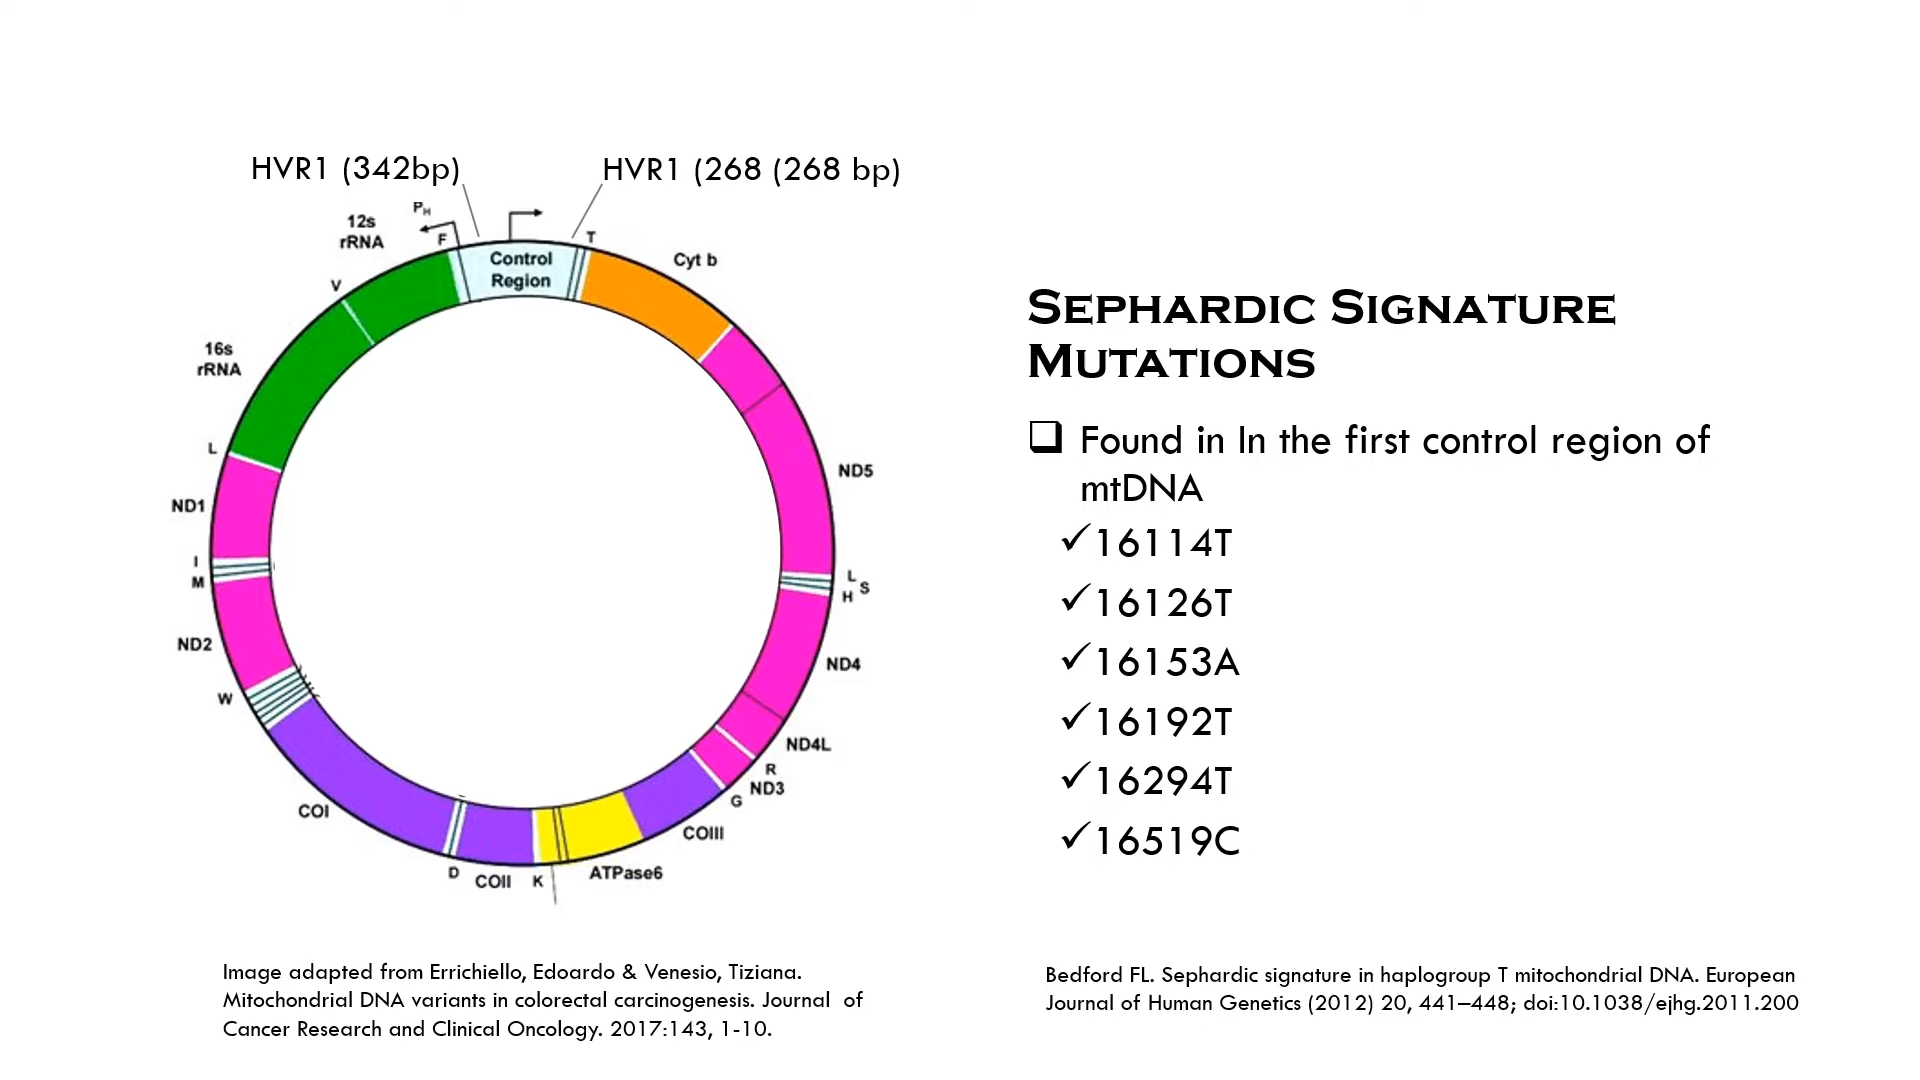 HVR1 (342bp)
HVR1 (268 (268 bp)
PH
12s
rRNA
F
Control
Region
T
Cyt b
V
16s
rRNA
L
ND1
I
M
ND2
W
COI
D
COII
K
ATPase6
COIII
G
ND3
R
ND4L
ND4
H
S
L
ND5
Sephardic Signature
Mutations
Found in In the first control region of
mtDNA
✓16114T
✓16126T
✓16153A
✓16192T
✓16294T
✓16519C
Image adapted from Errichiello, Edoardo & Venesio, Tiziana.
Mitochondrial DNA variants in colorectal carcinogenesis. Journal of
Cancer Research and Clinical Oncology. 2017:143, 1-10.
Bedford FL. Sephardic signature in haplogroup T mitochondrial DNA. European
Journal of Human Genetics (2012) 20, 441–448; doi:10.1038/ejhg.2011.200